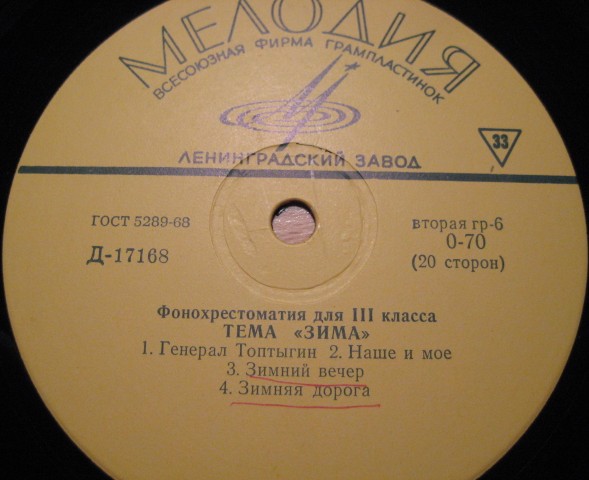 МЕЛОДИЯ
ВСЕСОЮЗНАЯ ФИРМА ГРАМПЛАСТИНОК
ЛЕНИНГРАДСКИЙ ЗАВОД
33
ГОСТ 5289-68
Д-17168
вторая гр-6
0-70
(20 сторон)
Фонохрестоматия для III класса
ТЕМА «ЗИМА»
1. Генерал Топтыгин 2. Наше и мое
3. Зимний вечер
4. Зимняя дорога